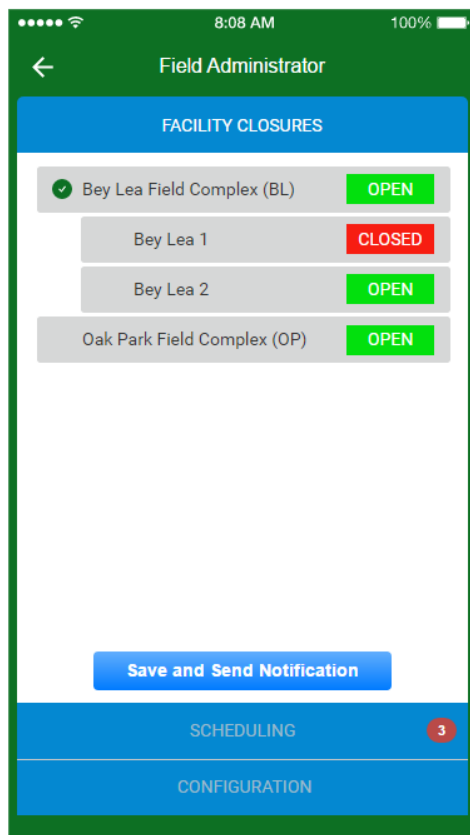 8:08 AM 100%
Field Administrator
FACILITY CLOSURES
Bey Lea Field Complex (BL) OPEN
Bey Lea 1 CLOSED
Bey Lea 2 OPEN
Oak Park Field Complex (OP) OPEN
Save and Send Notification
SCHEDULING 3
CONFIGURATION